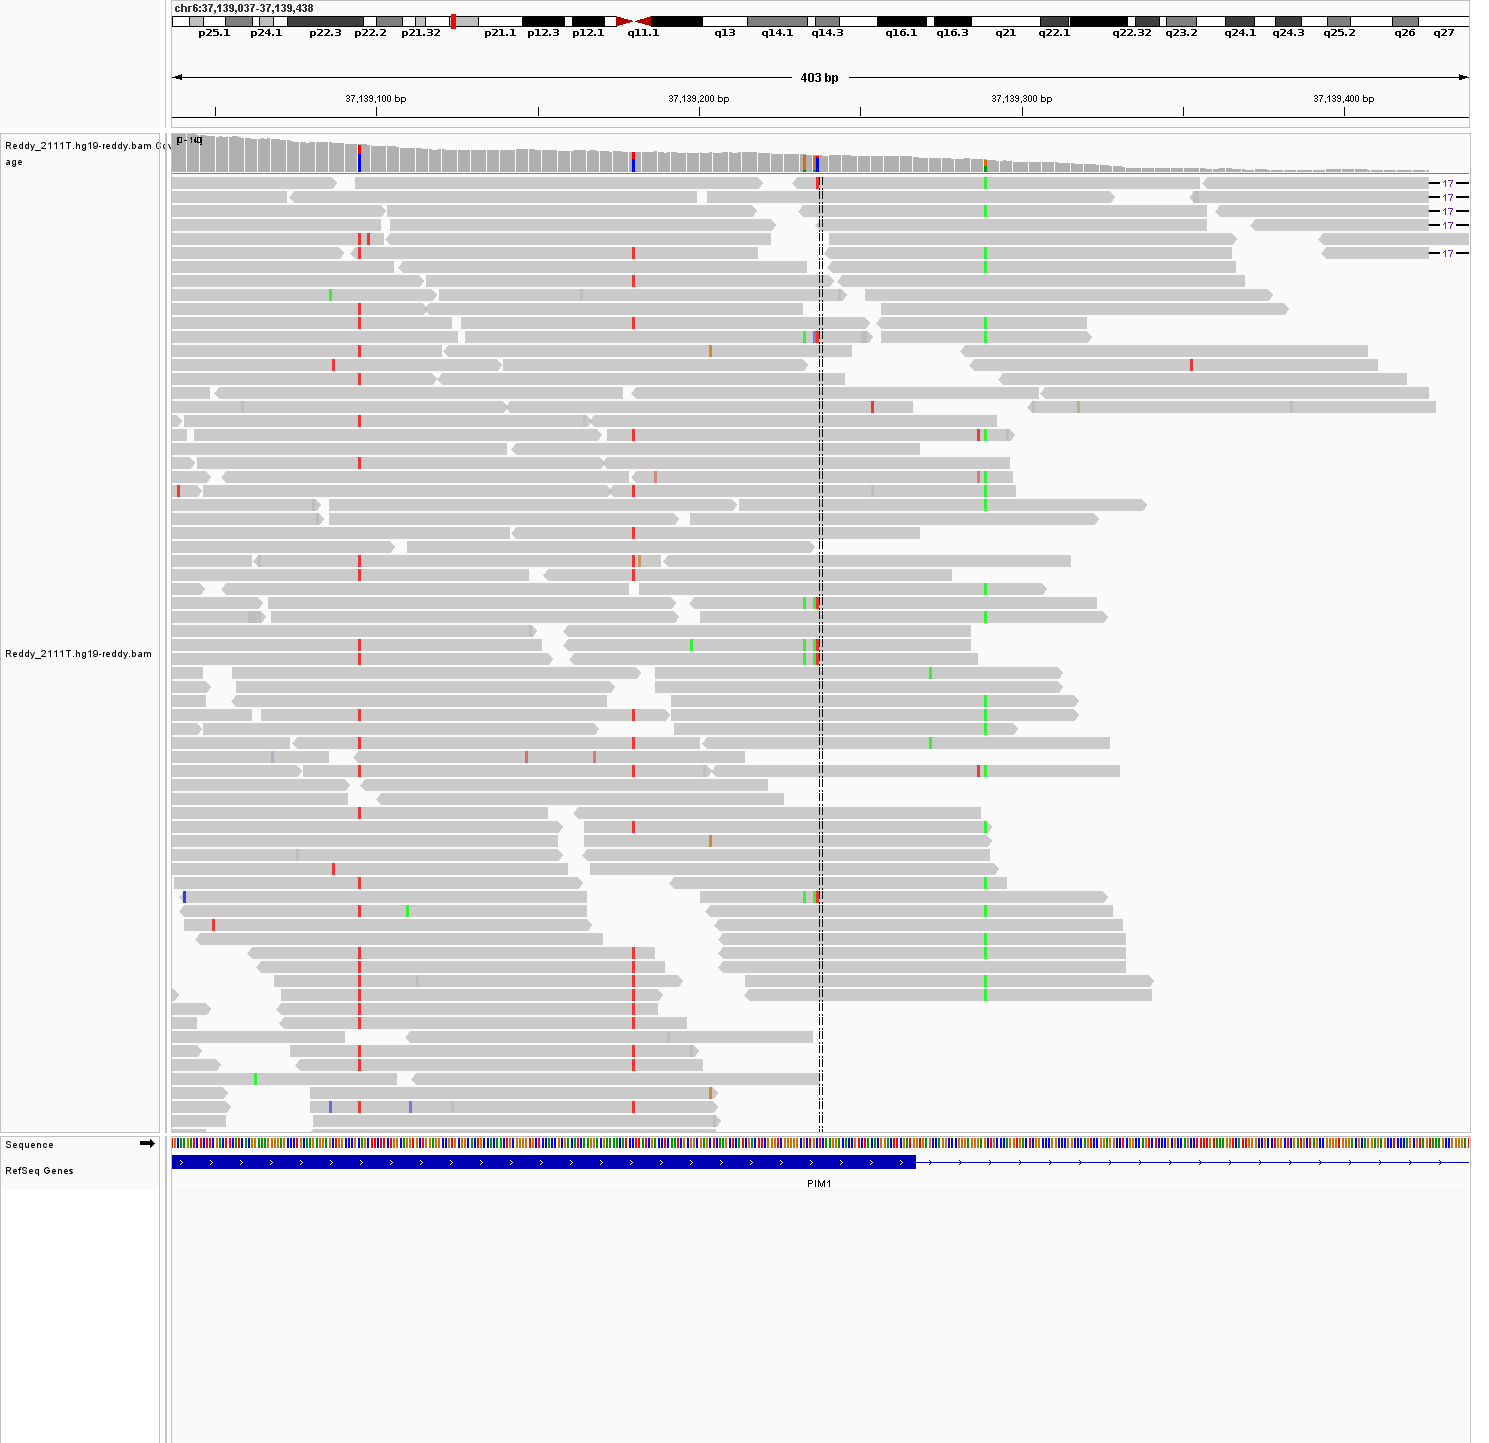 chr6:37,139,037-37,139,438
p25.1 p24.1 p22.3 p22.2 p21.32 p21.1 p12.3 p12.1 q11.1 q13 q14.1 q14.3 q16.1 q16.3 q21 q22.1 q22.32 q23.2 q24.1 q24.3 q25.2 q26 q27
403 bp
37,139,100 bp 37,139,200 bp 37,139,300 bp 37,139,400 bp
Reddy_2111T.hg19-reddy.bam Cov
age
17
17
17
17
17
Reddy_2111T.hg19-reddy.bam
Sequence
RefSeq Genes
PIM1